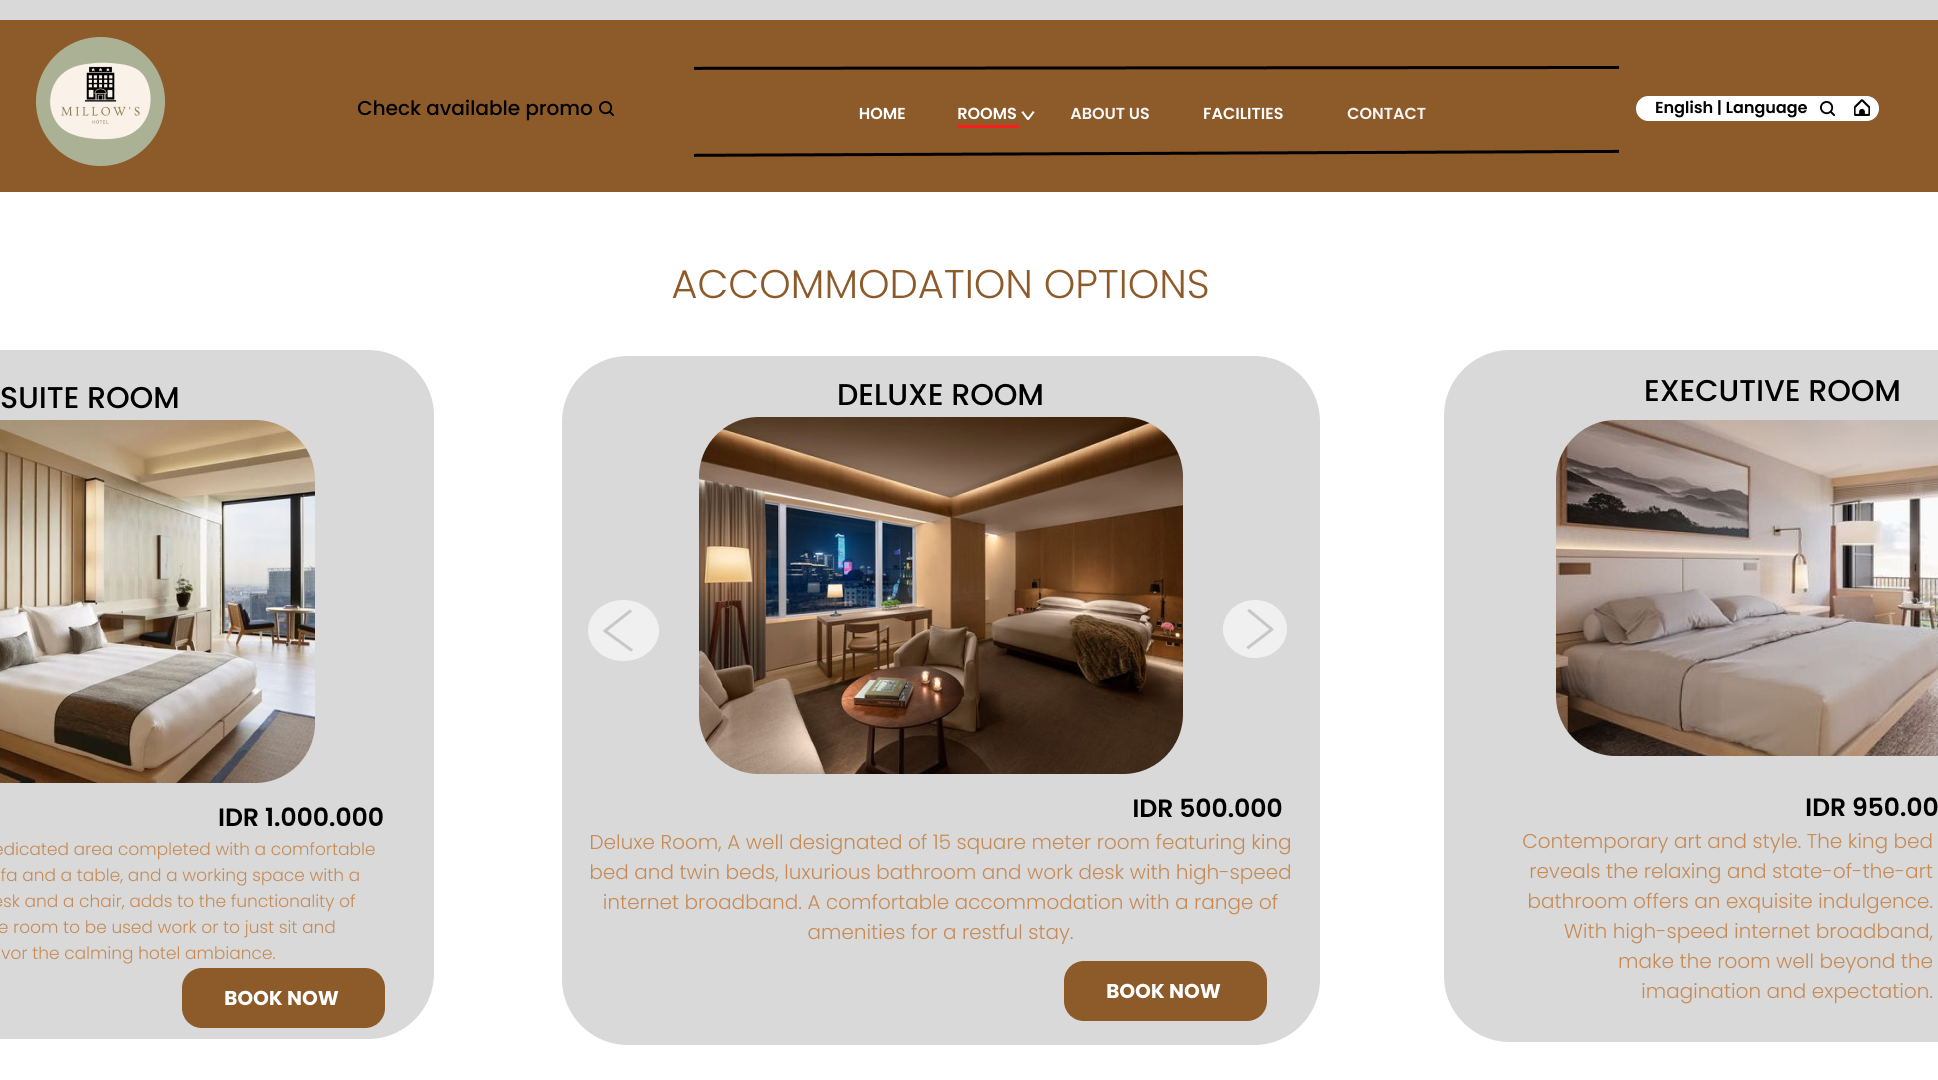 MILLOW'S
HOTEL
Check available promo
HOME ROOMS ABOUT US FACILITIES CONTACT
English | Language
ACCOMMODATION OPTIONS
SUITE ROOM
IDR 1.000.000
edicated area completed with a comfortable
fa and a table, and a working space with a
esk and a chair, adds to the functionality of
e room to be used work or to just sit and
vor the calming hotel ambiance.
BOOK NOW
DELUXE ROOM
IDR 500.000
Deluxe Room, A well designated of 15 square meter room featuring king
bed and twin beds, luxurious bathroom and work desk with high-speed
internet broadband. A comfortable accommodation with a range of
amenities for a restful stay.
BOOK NOW
EXECUTIVE ROOM
IDR 950.00
Contemporary art and style. The king bed
reveals the relaxing and state-of-the-art
bathroom offers an exquisite indulgence.
With high-speed internet broadband,
make the room well beyond the
imagination and expectation.